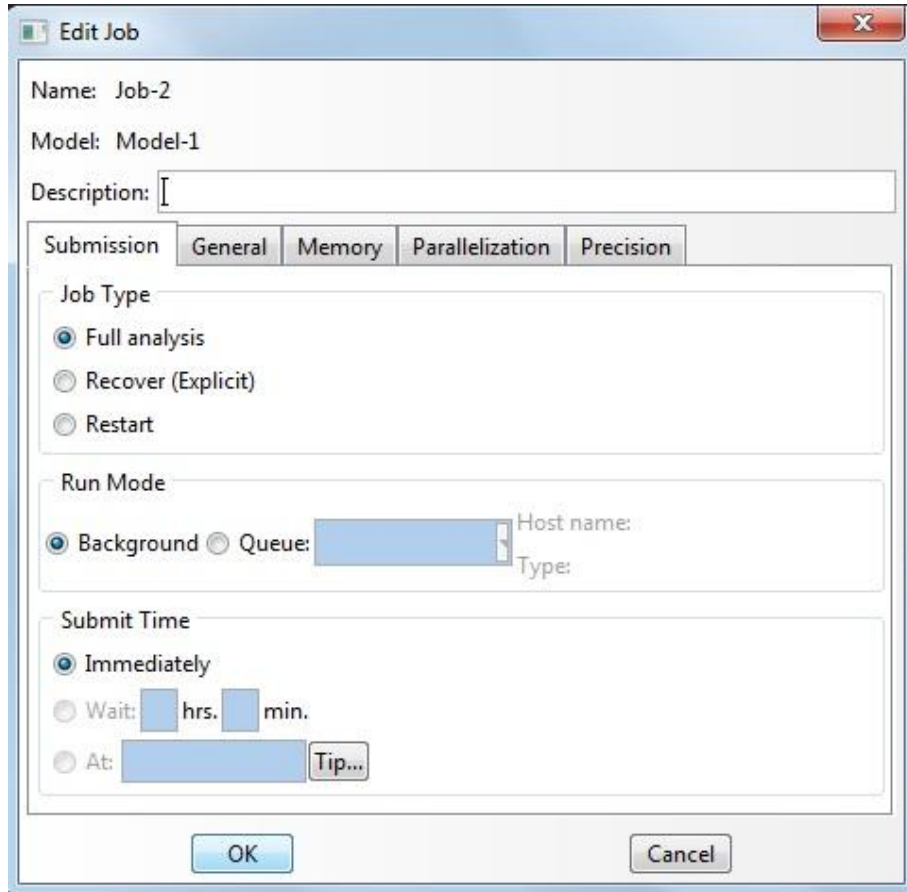 Edit Job
Name: Job-2
Model: Model-1
Description:
Submission General Memory Parallelization Precision
Job Type
Full analysis
Recover (Explicit)
Restart
Run Mode
Background Queue: Host name:
Type:
Submit Time
Immediately
Wait: hrs. min.
At: Tip...
OK Cancel